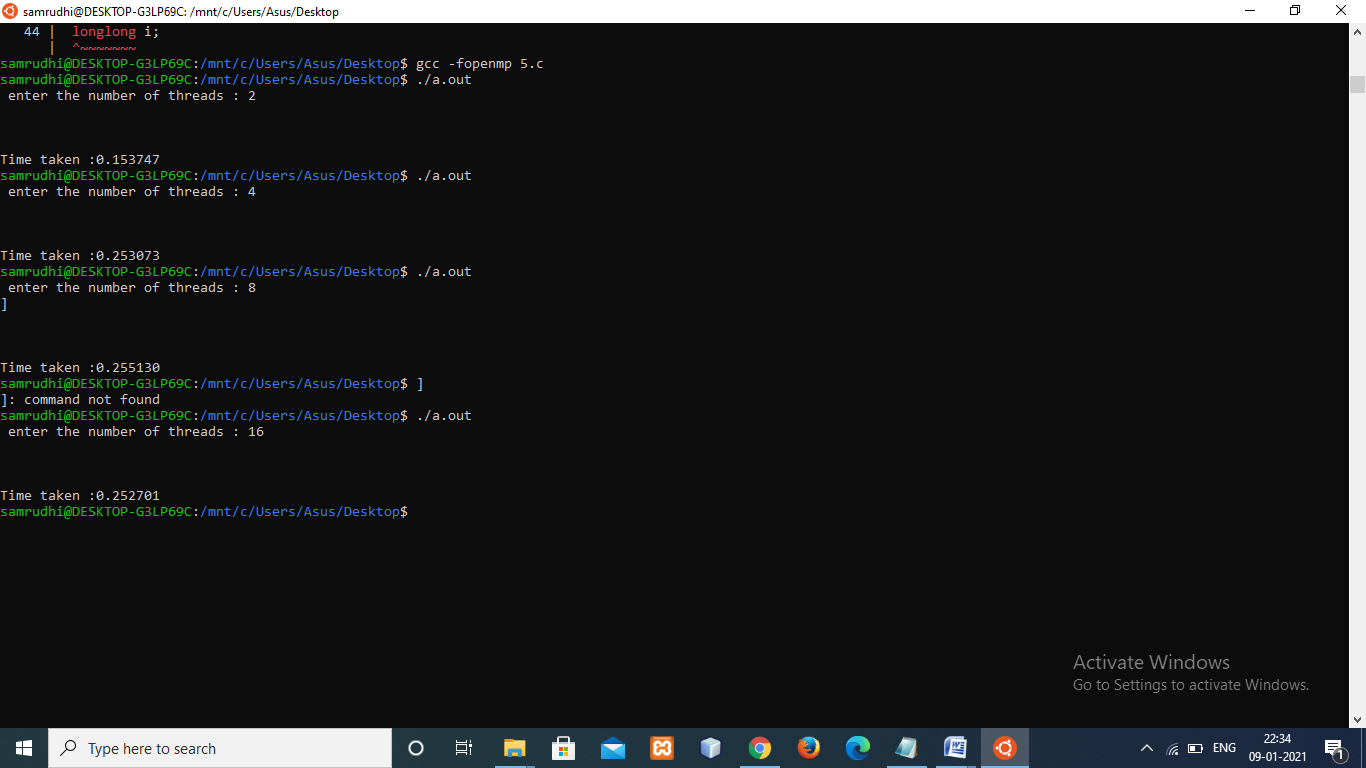 samrudhi@DESKTOP-G3LP69C: /mnt/c/Users/Asus/Desktop
44 | longlong i;
| ^~~~~~~~
samrudhi@DESKTOP-G3LP69C:/mnt/c/Users/Asus/Desktop$ gcc -fopenmp 5.c
samrudhi@DESKTOP-G3LP69C:/mnt/c/Users/Asus/Desktop$ ./a.out
enter the number of threads : 2
Time taken :0.153747
samrudhi@DESKTOP-G3LP69C:/mnt/c/Users/Asus/Desktop$ ./a.out
enter the number of threads : 4
Time taken :0.253073
samrudhi@DESKTOP-G3LP69C:/mnt/c/Users/Asus/Desktop$ ./a.out
enter the number of threads : 8
]
Time taken :0.255130
samrudhi@DESKTOP-G3LP69C:/mnt/c/Users/Asus/Desktop$ ]
]: command not found
samrudhi@DESKTOP-G3LP69C:/mnt/c/Users/Asus/Desktop$ ./a.out
enter the number of threads : 16
Time taken :0.252701
samrudhi@DESKTOP-G3LP69C:/mnt/c/Users/Asus/Desktop$
Activate Windows
Go to Settings to activate Windows.
Type here to search
ENG
22:34
09-01-2021
1